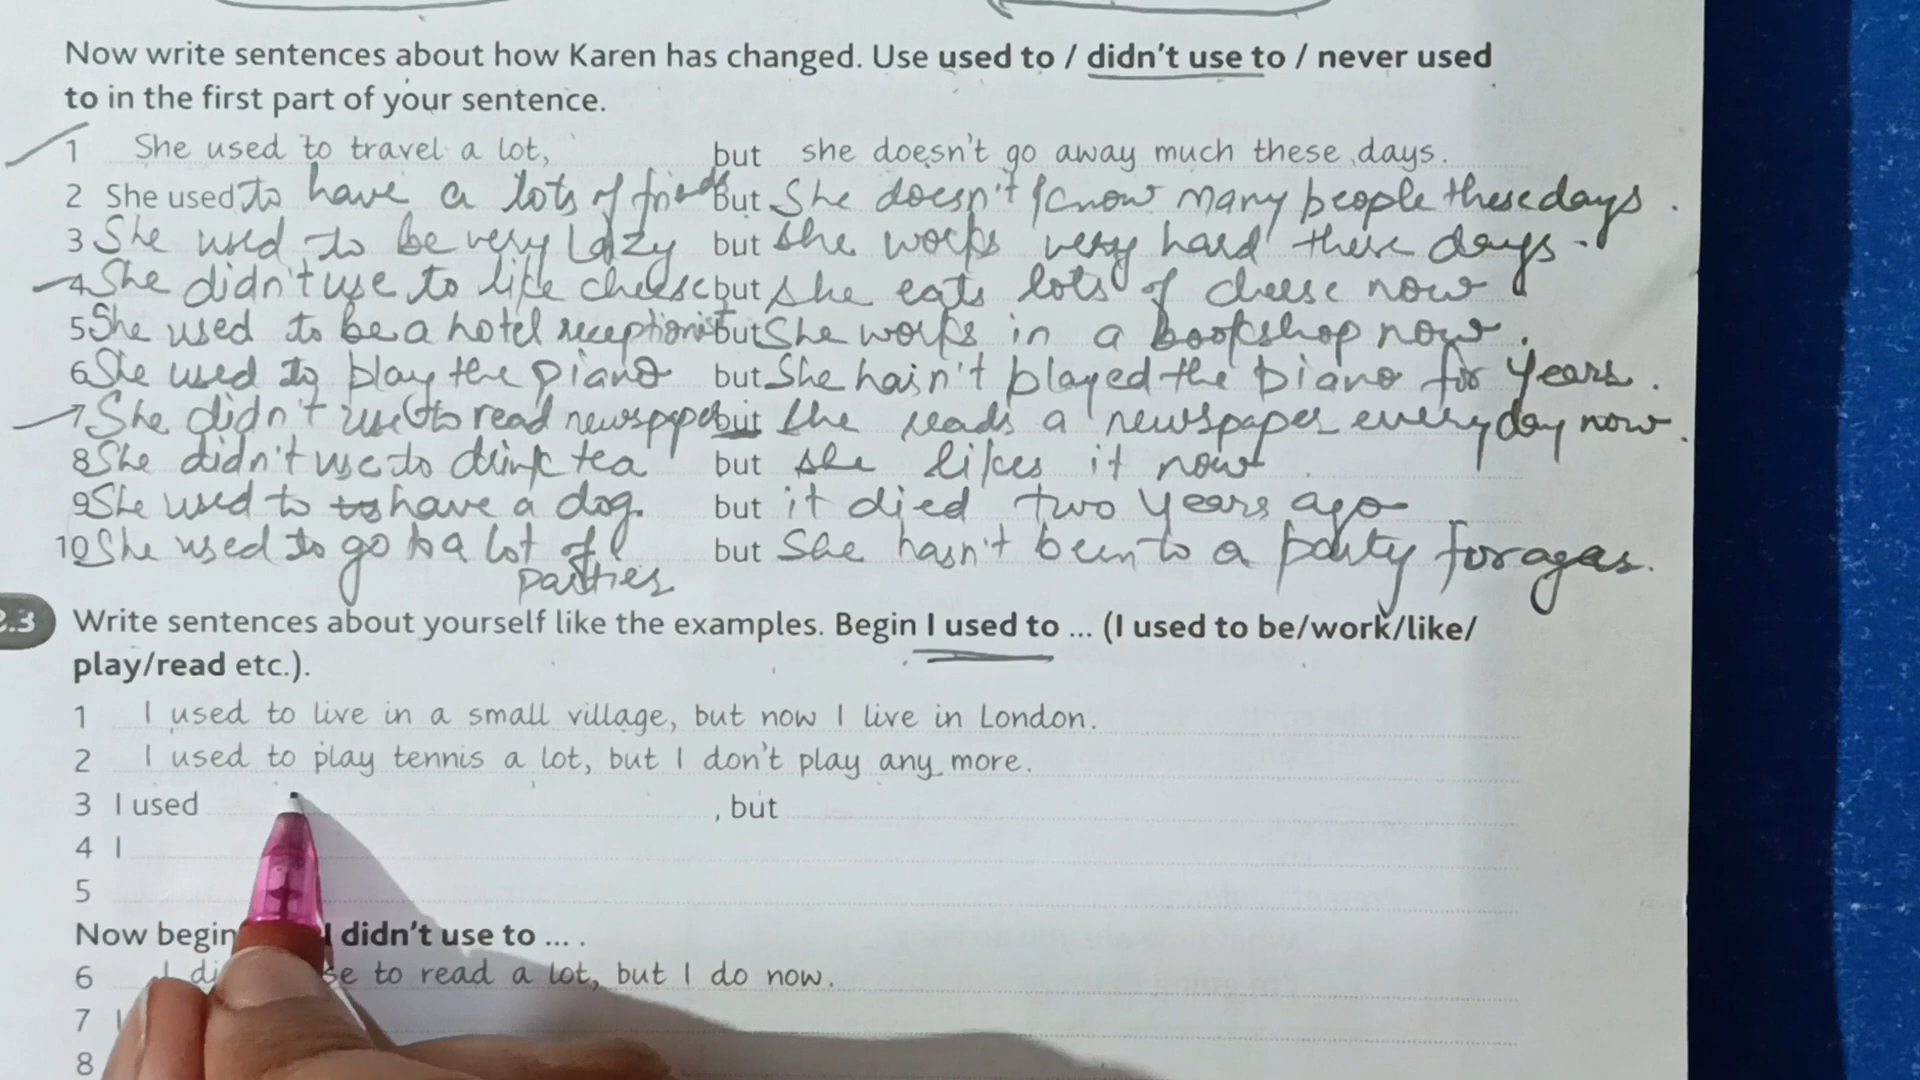 Now write sentences about how Karen has changed. Use used to / didn't use to / never used
to in the first part of your sentence.
1 She used to travel a lot, but she doesn't go away much these days.
2 She used to have a lots of friends but She doesn't know many people these days.
3 She used to be very lazy but She works very hard these days.
4 She didn't use to like cheese but She eats lots of cheese now
5 She used to be a hotel receptionist but She works in a bookshop now.
6 She used to play the piano but She hasn't played the piano for years.
7 She didn't use to read newspaper but She reads a newspaper every day now.
8 She didn't use to drink tea but she likes it now
9 She used to to have a dog. but it died two years ago
10 She used to go to a lot of but She hasn't been to a party for ages.
parties
2.3 Write sentences about yourself like the examples. Begin I used to ... (I used to be/work/like/
play/read etc.).
1 I used to live in a small village, but now I live in London.
2 I used to play tennis a lot, but I don't play any more.
3 I used , but
4 I
5
Now begin I didn't use to ... .
6 I to read a lot, but I do now.
7 I
8